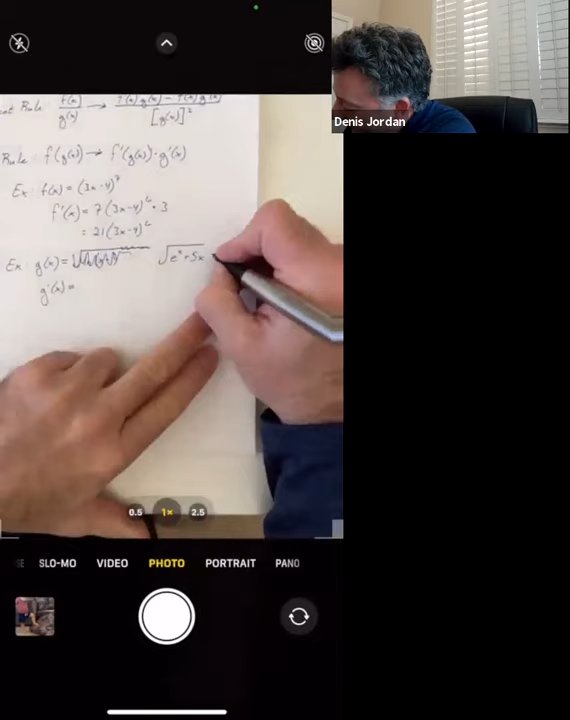 Denis Jordan
f(x)
g(x)
[g(x)]²
Rule: f(g(x)) → f'(g(x)) · g'(x)
Ex: f(x) = (3x-4)⁷
f'(x) = 7(3x-4)⁶ · 3
= 21(3x-4)⁶
Ex: g(x) = √
g'(x) =
0.5 1× 2.5
SLO-MO VIDEO PHOTO PORTRAIT PANO